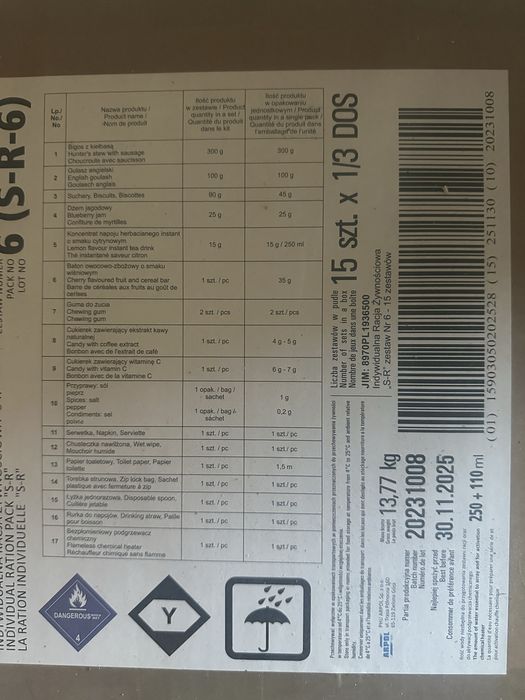 PACK NO
LOT NO
6 (S-R-6)
INDIVIDUAL RATION PACK "S-R"
LA RATION INDIVIDUELLE "S-R"
Lp./ No./ No
Nazwa produktu / Product name / Nom de produit
Ilość produktu w zestawie / Product quantity in a set / Quantité du produit dans le kit
Ilość produktu w opakowaniu jednostkowym / Product quantity in a single pack / Quantité du produit dans l'emballage de l'unité
1
Bigos z kiełbasą
Hunter's stew with sausage
Choucroute avec saucisson
300 g
300 g
2
Gulasz angielski
English goulash
Goulasch anglais
100 g
100 g
3
Suchary, Biscuits, Biscottes
90 g
45 g
4
Dżem jagodowy
Blueberry jam
Confiture de myrtilles
25 g
25 g
5
Koncentrat napoju herbacianego instant
o smaku cytrynowym
Lemon flavour instant tea drink
Thé instantané saveur citron
15 g
15 g / 250 ml
6
Baton owocowo-zbożowy o smaku
wiśniowym
Cherry flavoured fruit and cereal bar
Barre de céréales aux fruits au goût de
cerises
1 szt. / pc
35 g
7
Guma do żucia
Chewing gum
Chewing gum
2 szt./ pcs
2 szt./ pcs
8
Cukierek zawierający ekstrakt kawy
naturalnej
Candy with coffee extract
Bonbon avec de l'extrait de café
1 szt. / pc
4 g - 5 g
9
Cukierek zawierający witaminę C
Candy with vitamin C
Bonbon avec de la vitamine C
1 szt. / pc
6 g - 7 g
10
Przyprawy: sól
pieprz
Spices: salt
pepper
Condiments: sel
poivre
1 opak. / bag / sachet
1 g
1 opak. / bag / sachet
0,2 g
11
Serwetka, Napkin, Serviette
1 szt. / pc
1 szt. / pc
12
Chusteczka nawilżona, Wet wipe,
Mouchoir humide
1 szt. / pc
1 szt. / pc
13
Papier toaletowy, Toilet paper, Papier
toilette
1 szt. / pc
1,5 m
14
Torebka strunowa, Zip lock bag, Sachet
plastique avec fermeture à zip
1 szt. / pc
1 szt. / pc
15
Łyżka jednorazowa, Disposable spoon,
Cuillère jetable
1 szt. / pc
1 szt. / pc
16
Rurka do napojów, Drinking straw, Paille
pour boisson
1 szt. / pc
1 szt. / pc
17
Bezpłomieniowy podgrzewacz
chemiczny
Flameless chemical heater
Réchauffeur chimique sans flamme
1 szt. / pc
1 szt. / pc
DANGEROUS
4
Y
Liczba zestawów w pudle
Number of sets in a box
Nombre de jeux dans une boîte
15 szt. x 1/3 DOS
JIM: 8970PL1936500
Indywidualna Racja Żywnościowa
„S-R" zestaw Nr 6 - 15 zestawów
ARPOL
13,77 kg
Partia produkcyjna numer
Batch number
Numéro de lot
20231008
Najlepiej spożyć przed
Best before
Consommer de préférence avant
30.11.2025
250 + 110 ml
(01) 15903050202528 (15) 251130 (10) 20231008